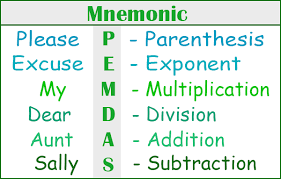 Mnemonic
Please P - Parenthesis
Excuse E - Exponent
My M - Multiplication
Dear D - Division
Aunt A - Addition
Sally S - Subtraction